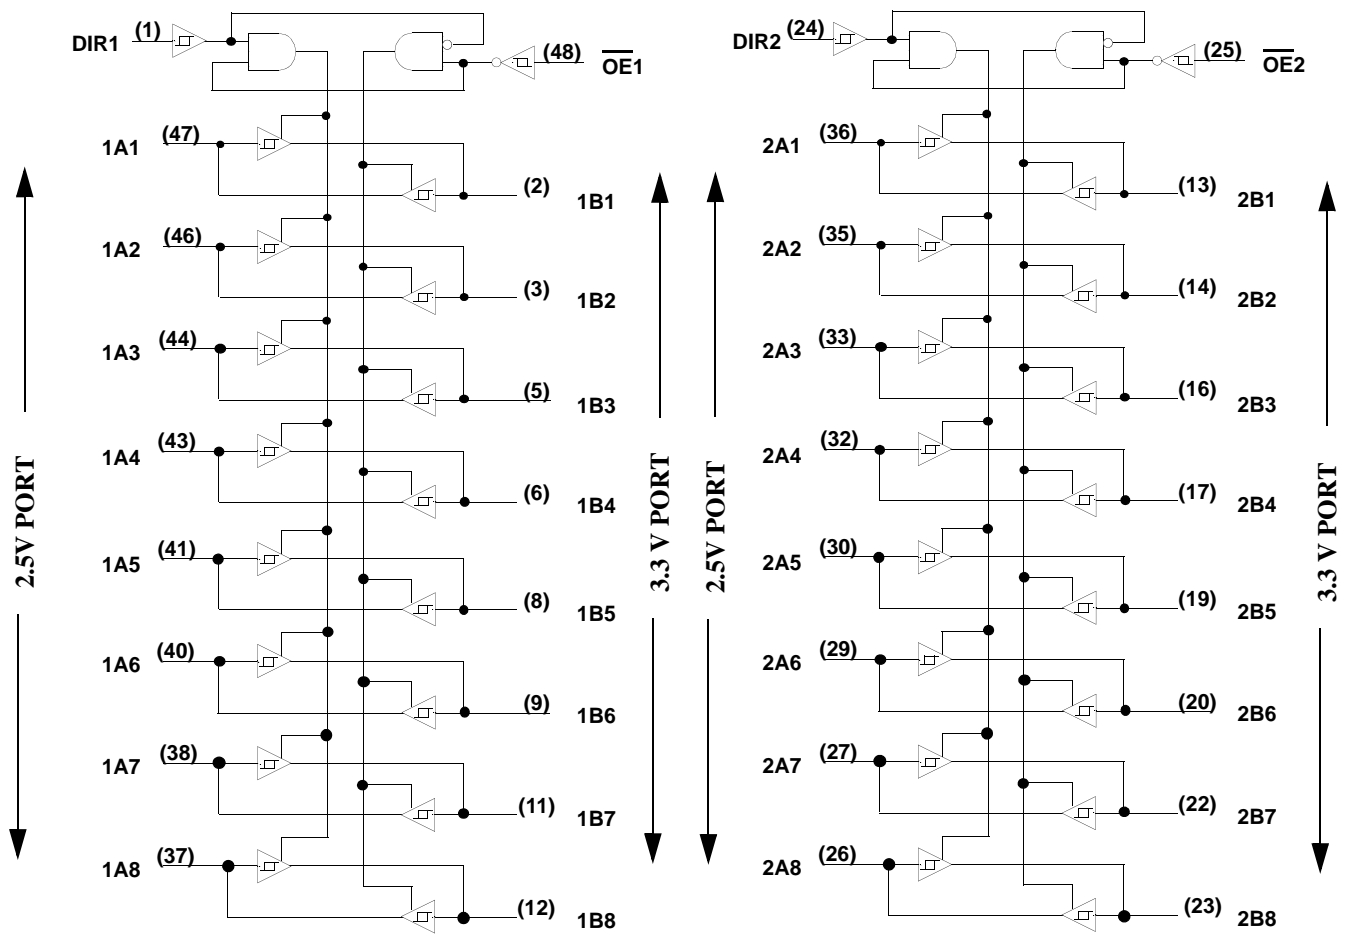 DIR1 (1) (48) OE1
1A1 (47) (2) 1B1
1A2 (46) (3) 1B2
1A3 (44) (5) 1B3
1A4 (43) (6) 1B4
1A5 (41) (8) 1B5
1A6 (40) (9) 1B6
1A7 (38) (11) 1B7
1A8 (37) (12) 1B8
2.5V PORT
3.3 V PORT
DIR2 (24) (25) OE2
2A1 (36) (13) 2B1
2A2 (35) (14) 2B2
2A3 (33) (16) 2B3
2A4 (32) (17) 2B4
2A5 (30) (19) 2B5
2A6 (29) (20) 2B6
2A7 (27) (22) 2B7
2A8 (26) (23) 2B8
2.5V PORT
3.3 V PORT